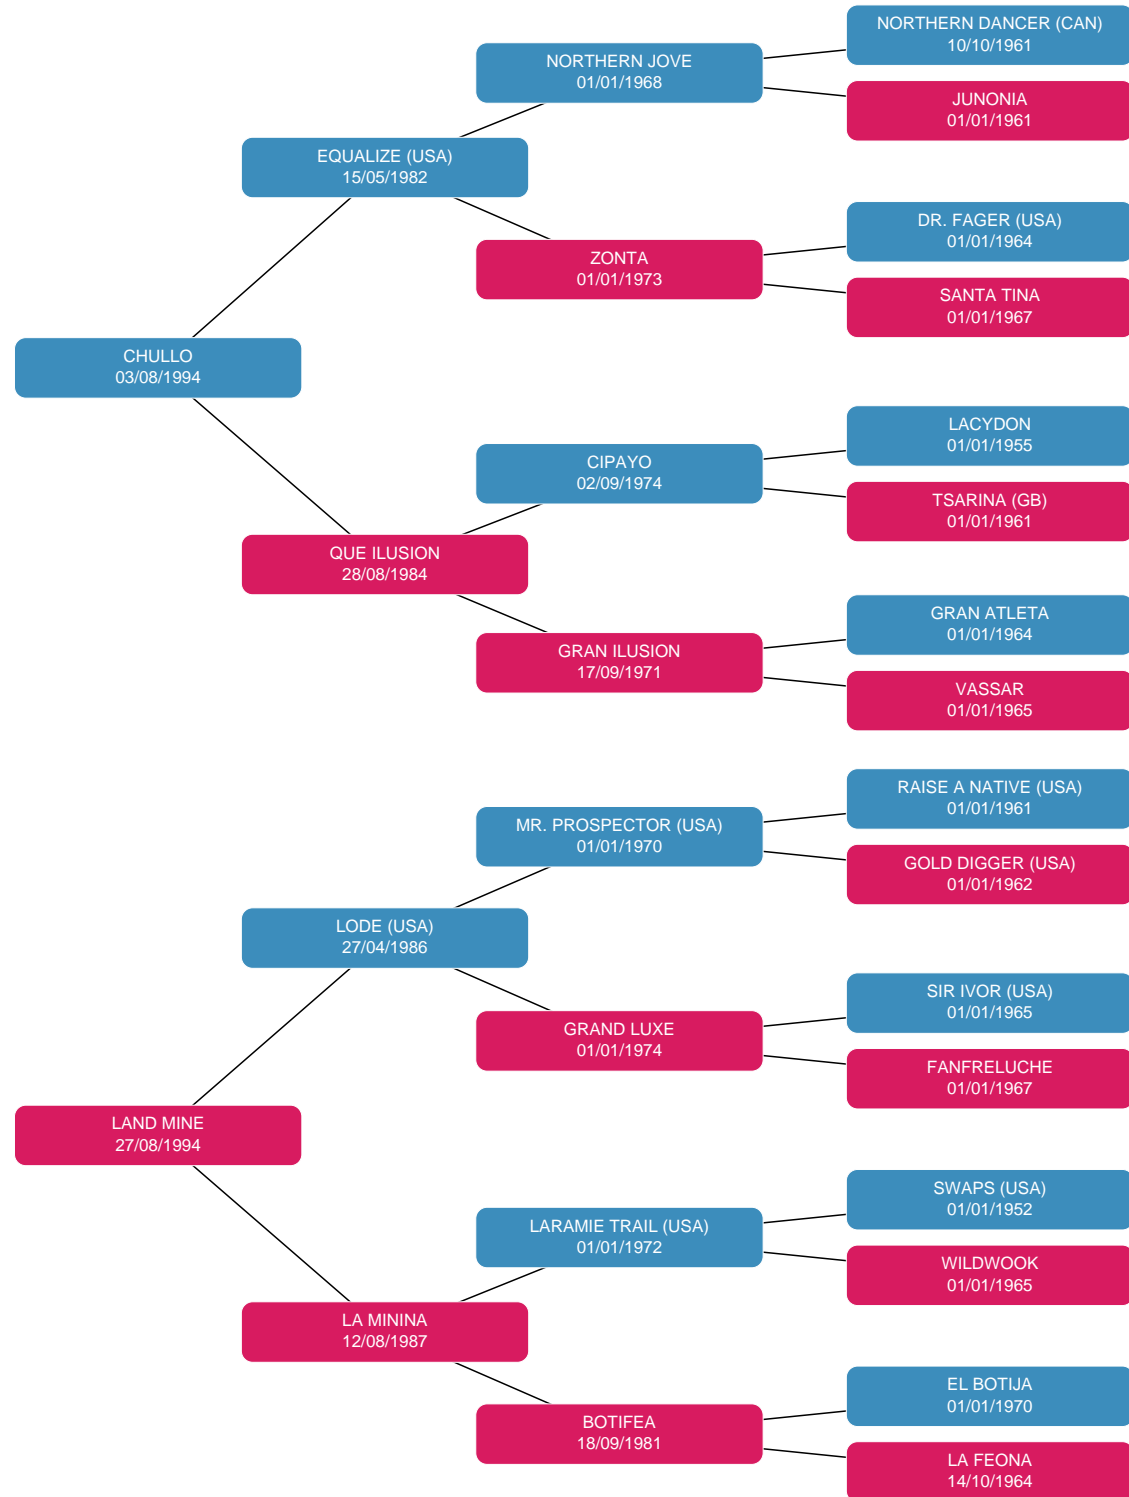 NORTHERN DANCER (CAN)
10/10/1961
NORTHERN JOVE
01/01/1968
JUNONIA
01/01/1961
EQUALIZE (USA)
15/05/1982
DR. FAGER (USA)
01/01/1964
ZONTA
01/01/1973
SANTA TINA
01/01/1967
CHULLO
03/08/1994
LACYDON
01/01/1955
CIPAYO
02/09/1974
TSARINA (GB)
01/01/1961
QUE ILUSION
28/08/1984
GRAN ATLETA
01/01/1964
GRAN ILUSION
17/09/1971
VASSAR
01/01/1965
RAISE A NATIVE (USA)
01/01/1961
MR. PROSPECTOR (USA)
01/01/1970
GOLD DIGGER (USA)
01/01/1962
LODE (USA)
27/04/1986
SIR IVOR (USA)
01/01/1965
GRAND LUXE
01/01/1974
FANFRELUCHE
01/01/1967
LAND MINE
27/08/1994
SWAPS (USA)
01/01/1952
LARAMIE TRAIL (USA)
01/01/1972
WILDWOOK
01/01/1965
LA MININA
12/08/1987
EL BOTIJA
01/01/1970
BOTIFEA
18/09/1981
LA FEONA
14/10/1964